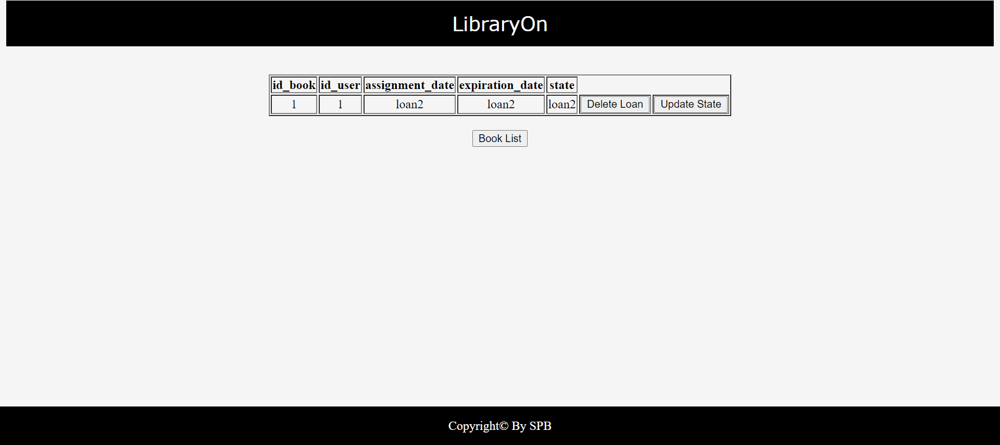 LibraryOn
id_book id_user assignment_date expiration_date state
1 1 loan2 loan2 loan2 Delete Loan Update State
Book List
Copyright© By SPB